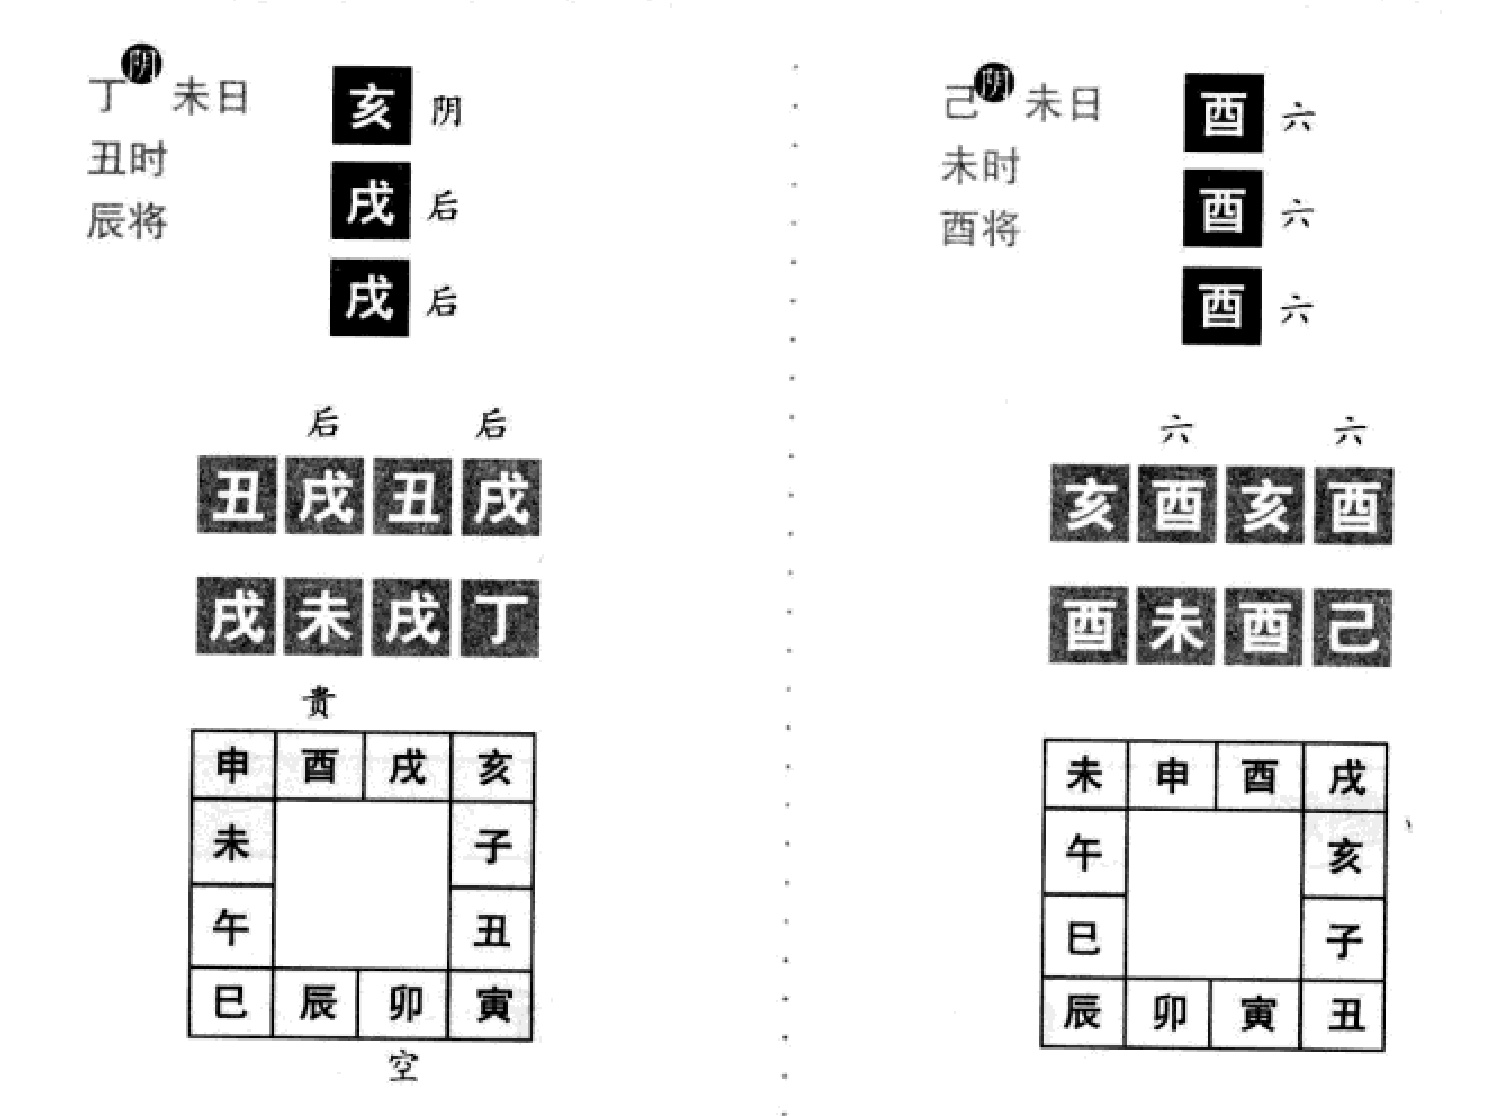 丁阴未日
丑时
辰将
亥 阴
戌 后
戌 后
后 后
丑 戌 丑 戌
戌 未 戌 丁
贵
申 酉 戌 亥
未 子
午 丑
巳 辰 卯 寅
空
己阴未日
未时
酉将
酉 六
酉 六
酉 六
六 六
亥 酉 亥 酉
酉 未 酉 己
未 申 酉 戌
午 亥
巳 子
辰 卯 寅 丑